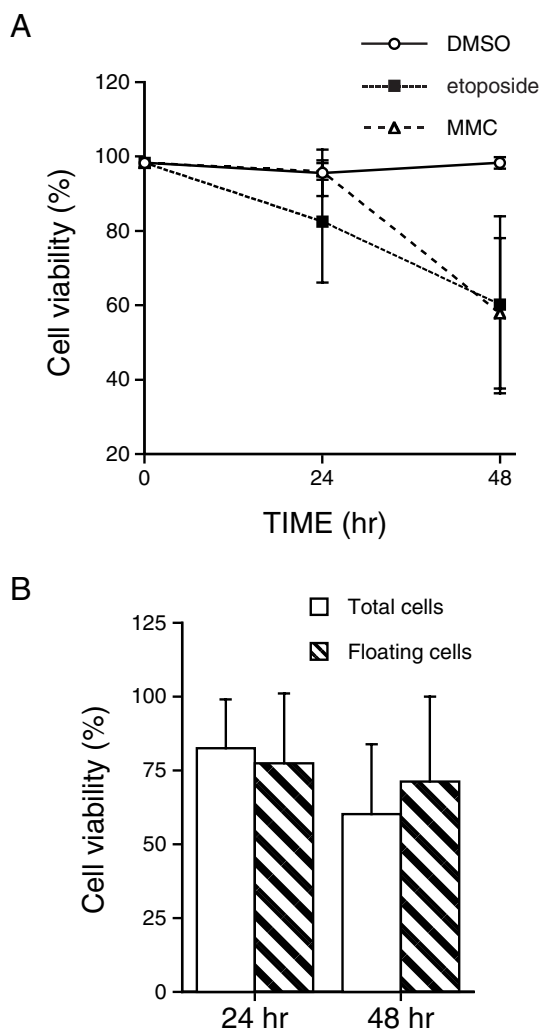 A
DMSO
etoposide
MMC
120
100
80
60
40
20
Cell viability (%)
0
24
48
TIME (hr)
B
Total cells
Floating cells
125
100
75
50
25
0
Cell viability (%)
24 hr
48 hr